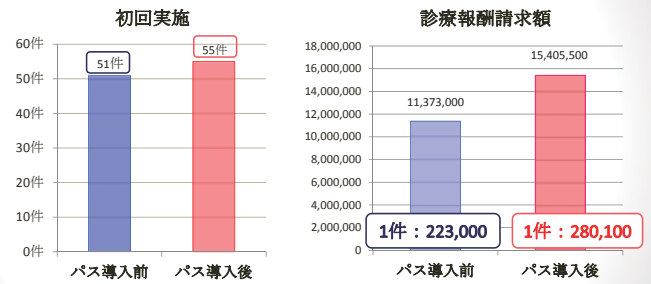 初回実施
60件
50件
40件
30件
20件
10件
0件
51件
55件
パス導入前
パス導入後
診療報酬請求額
18,000,000
16,000,000
14,000,000
12,000,000
10,000,000
8,000,000
6,000,000
4,000,000
2,000,000
0
11,373,000
15,405,500
1件：223,000
1件：280,100
パス導入前
パス導入後